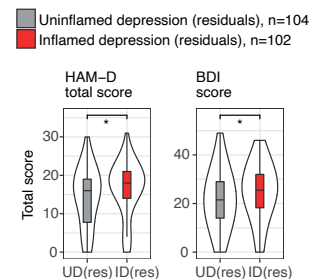 Uninflamed depression (residuals), n=104
Inflamed depression (residuals), n=102
HAM−D
total score
BDI
score
Total score
30
20
10
0
*
UD(res) ID(res)
40
20
0
*
UD(res) ID(res)